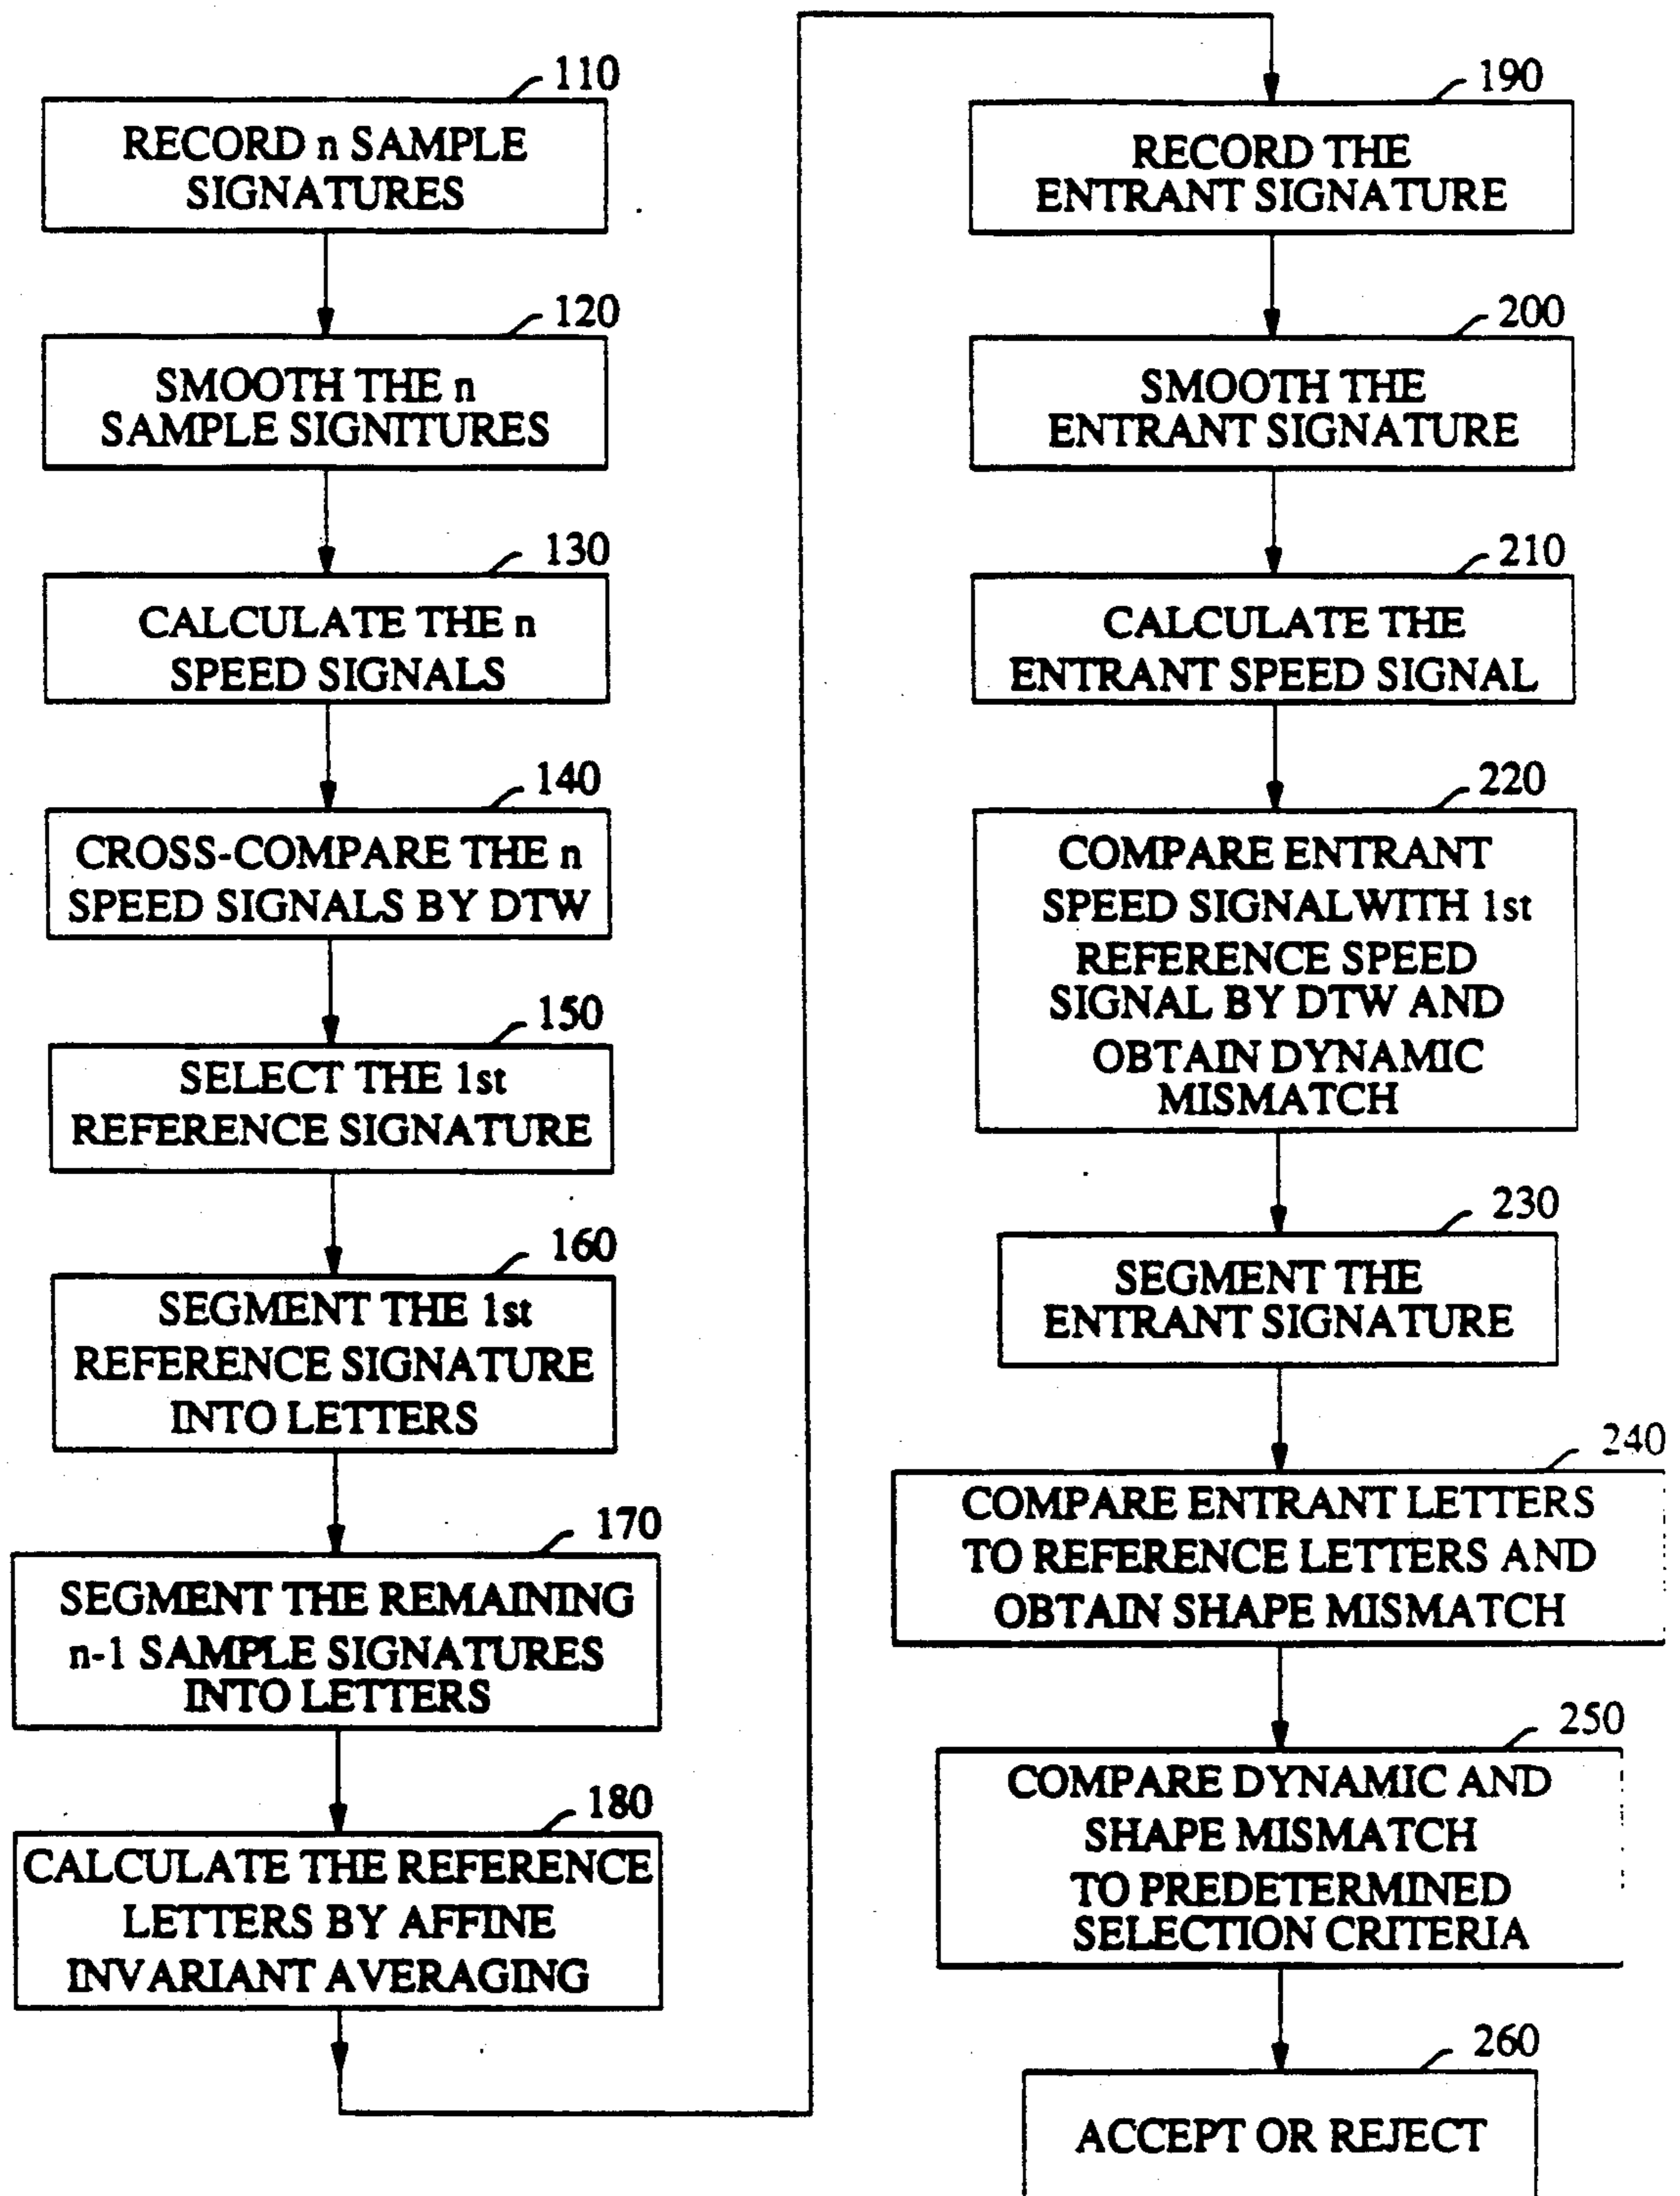 110
RECORD n SAMPLE
SIGNATURES
120
SMOOTH THE n
SAMPLE SIGNITURES
130
CALCULATE THE n
SPEED SIGNALS
140
CROSS-COMPARE THE n
SPEED SIGNALS BY DTW
150
SELECT THE 1st
REFERENCE SIGNATURE
160
SEGMENT THE 1st
REFERENCE SIGNATURE
INTO LETTERS
170
SEGMENT THE REMAINING
n-1 SAMPLE SIGNATURES
INTO LETTERS
180
CALCULATE THE REFERENCE
LETTERS BY AFFINE
INVARIANT AVERAGING
190
RECORD THE
ENTRANT SIGNATURE
200
SMOOTH THE
ENTRANT SIGNATURE
210
CALCULATE THE
ENTRANT SPEED SIGNAL
220
COMPARE ENTRANT
SPEED SIGNALWITH 1st
REFERENCE SPEED
SIGNAL BY DTW AND
OBTAIN DYNAMIC
MISMATCH
230
SEGMENT THE
ENTRANT SIGNATURE
240
COMPARE ENTRANT LETTERS
TO REFERENCE LETTERS AND
OBTAIN SHAPE MISMATCH
250
COMPARE DYNAMIC AND
SHAPE MISMATCH
TO PREDETERMINED
SELECTION CRITERIA
260
ACCEPT OR REJECT